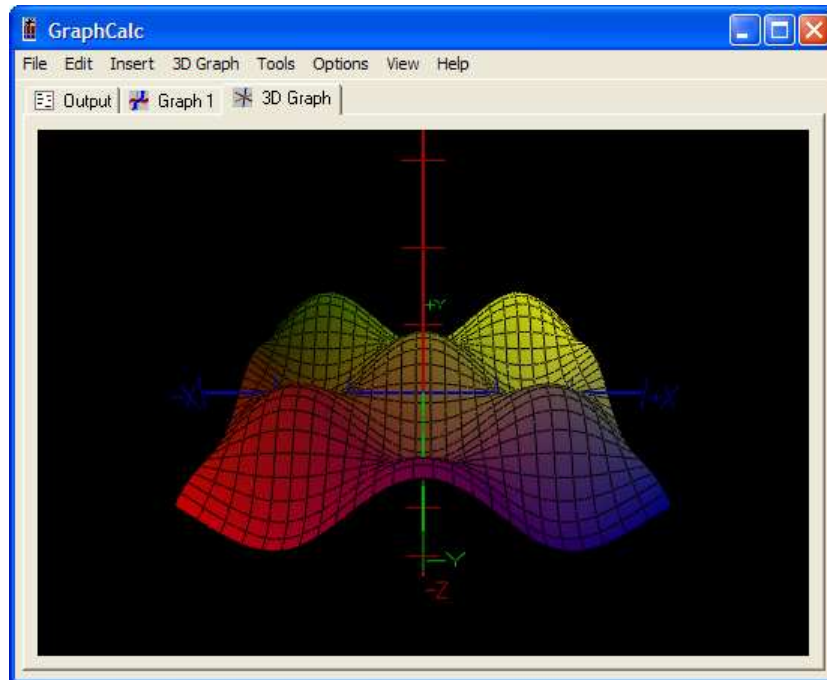 GraphCalc
File Edit Insert 3D Graph Tools Options View Help
Output Graph 1 3D Graph
+Y
-X +X
-Y
-Z